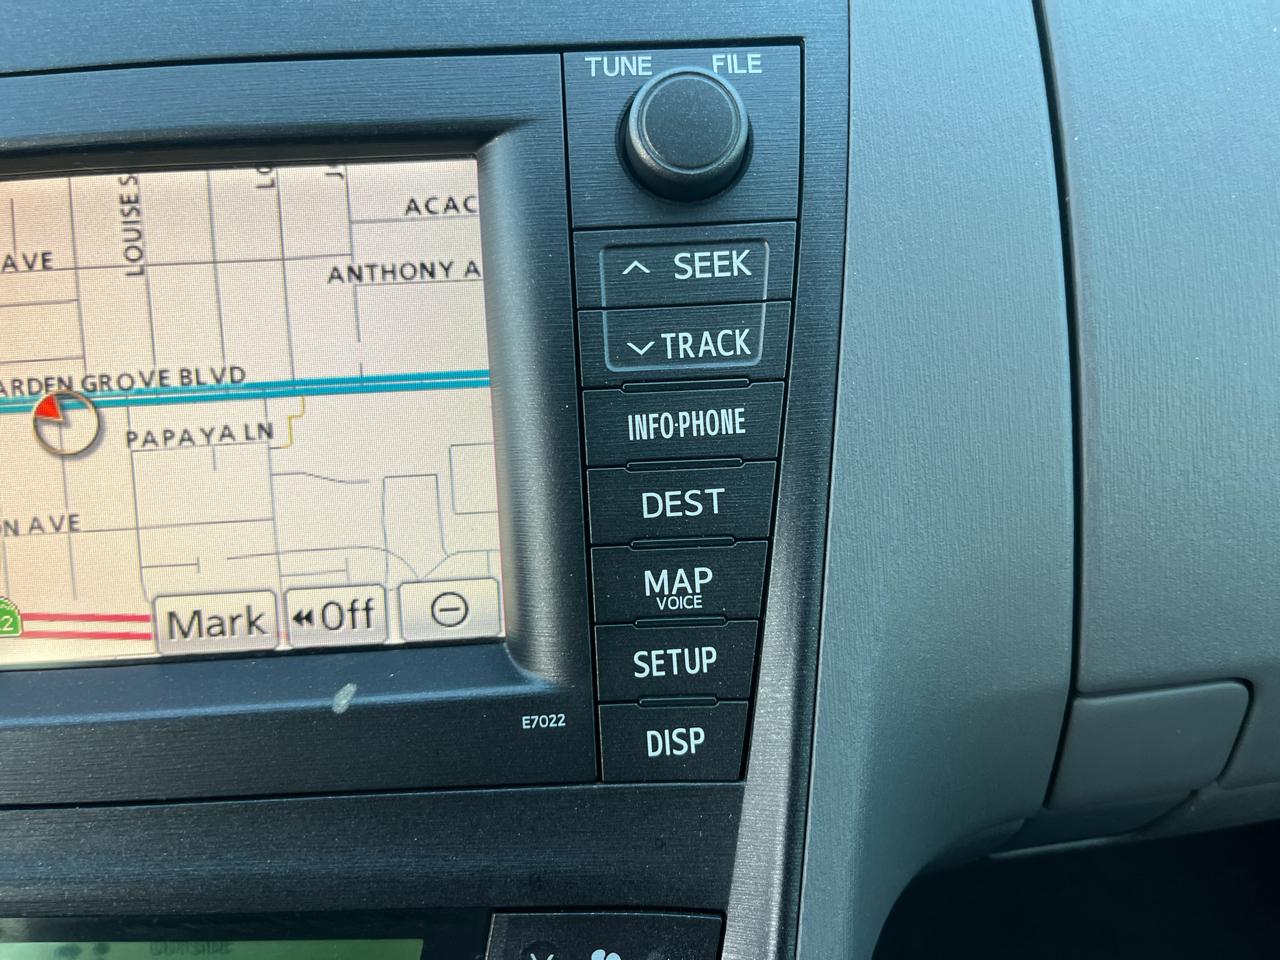 TUNE FILE
LOUISE S
ACAC
AVE
ANTHONY A
ARDEN GROVE BLVD
PAPAYA LN
N AVE
Mark
Off
SEEK
TRACK
INFO·PHONE
DEST
MAP
VOICE
SETUP
DISP
E7022